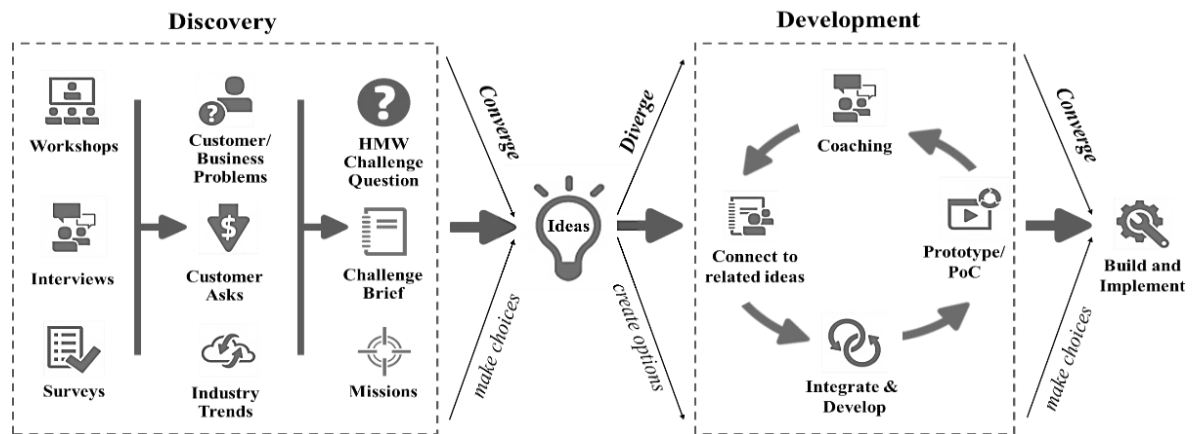 Discovery
Workshops
Interviews
Surveys
Customer/
Business
Problems
$
Customer
Asks
Industry
Trends
?
?
HMW
Challenge
Question
Challenge
Brief
Missions
Converge
make choices
Ideas
Diverge
create options
Development
Coaching
Connect to
related ideas
Integrate &
Develop
Prototype/
PoC
Converge
make choices
Build and
Implement